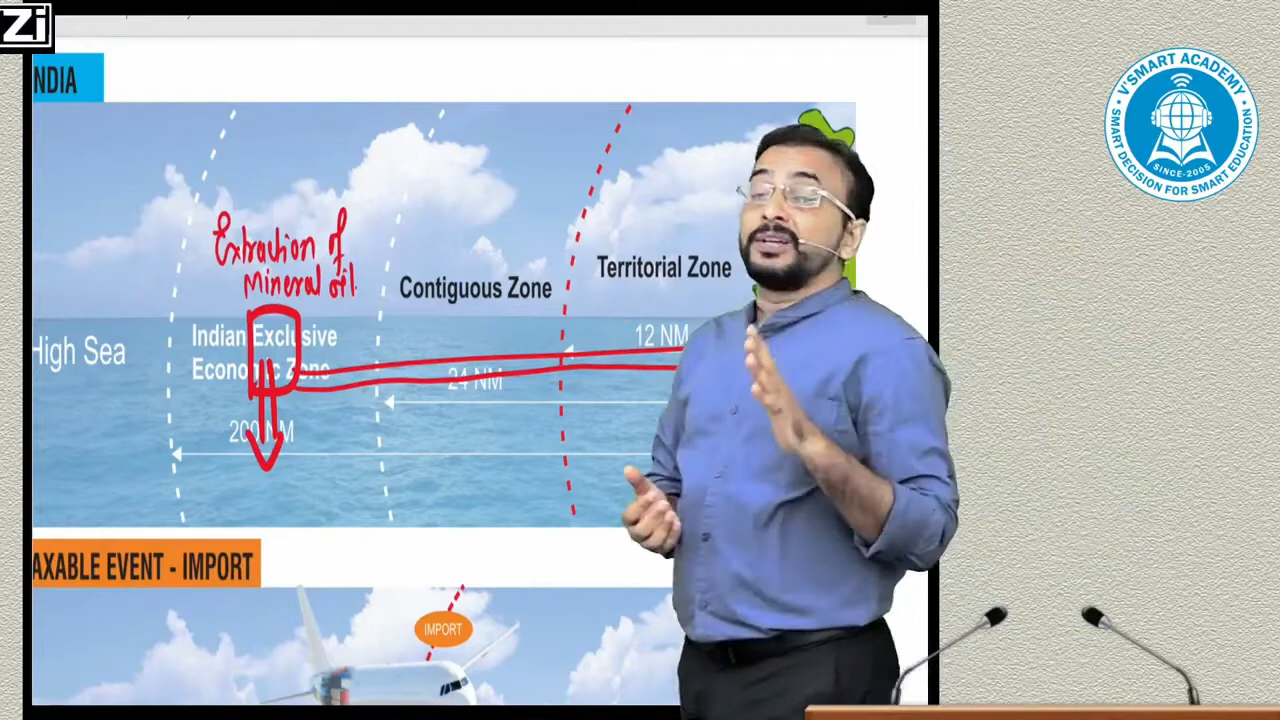 Zi
NDIA
Extraction of
Mineral oil
Territorial Zone
Contiguous Zone
High Sea
Indian Exclusive
Economic Zone
12 NM
24 NM
200 NM
AXABLE EVENT - IMPORT
IMPORT
V'SMART ACADEMY
SMART DECISION FOR SMART EDUCATION
SINCE-2005